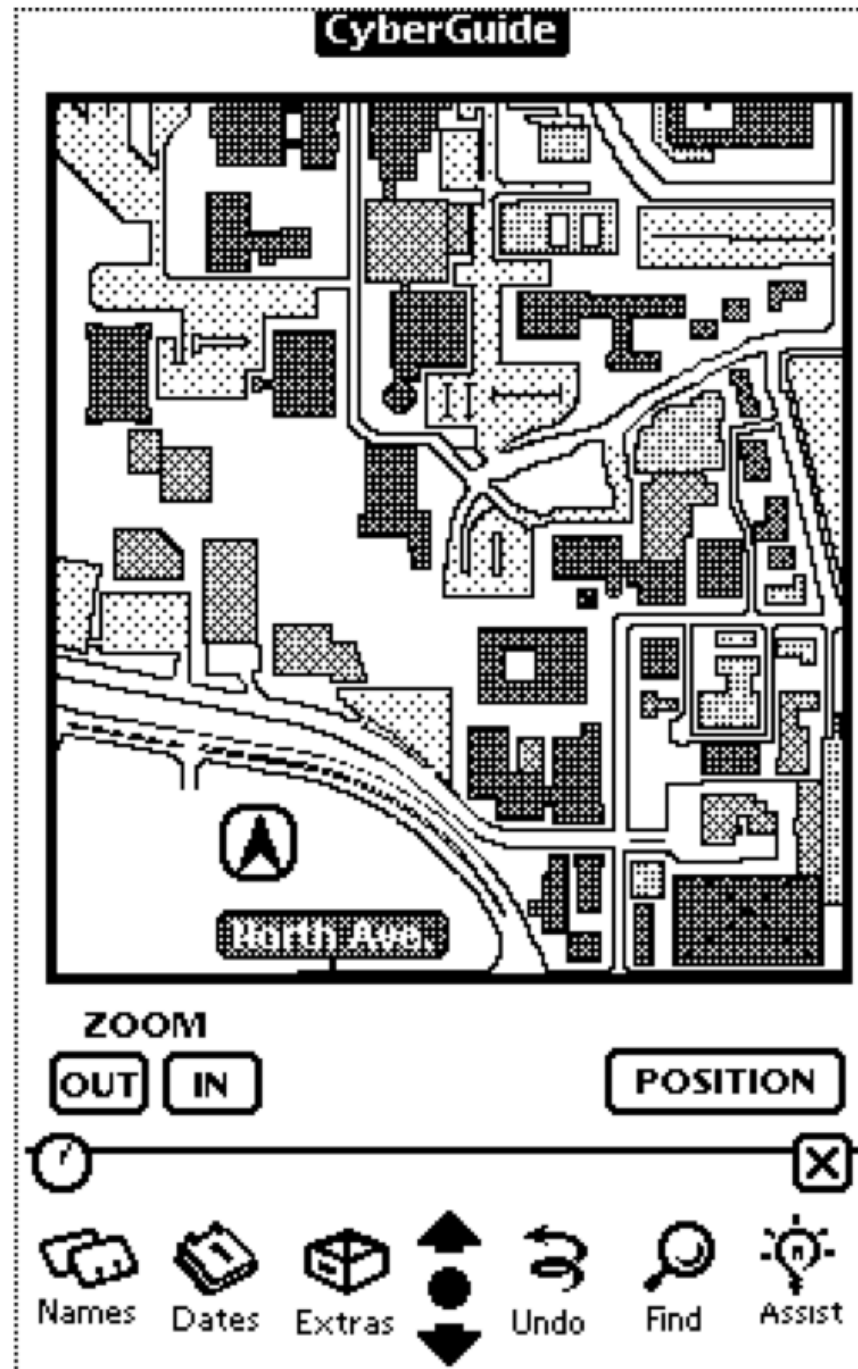 CyberGuide
North Ave.
ZOOM
OUT IN POSITION
Names Dates Extras Undo Find Assist